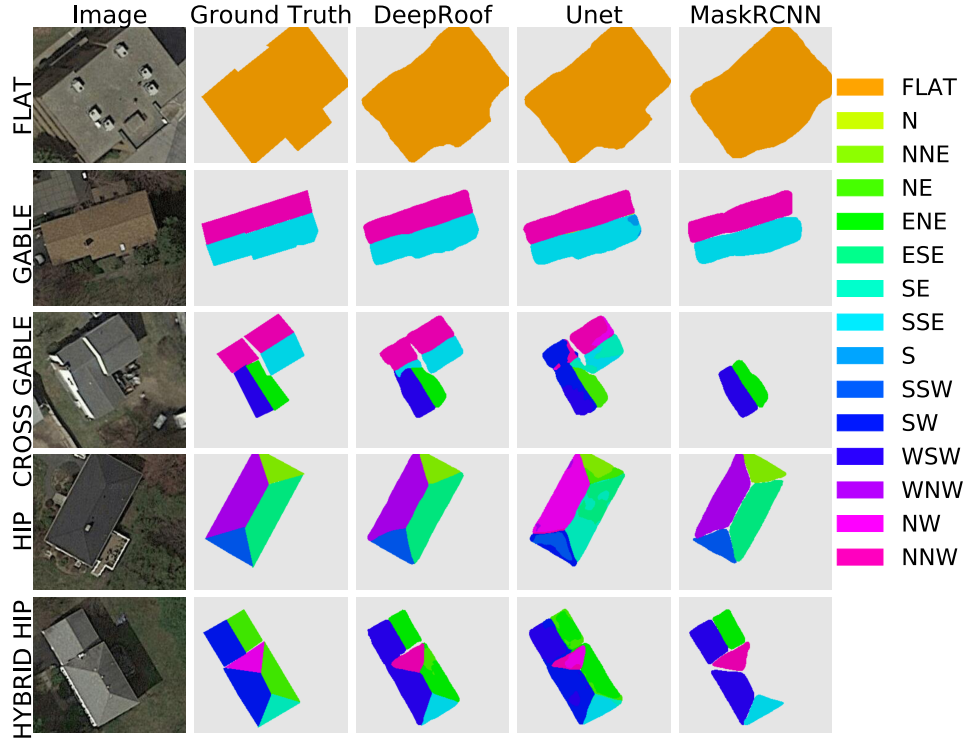 Image Ground Truth DeepRoof Unet MaskRCNN
FLAT
GABLE
CROSS GABLE
HIP
HYBRID HIP
FLAT
N
NNE
NE
ENE
ESE
SE
SSE
S
SSW
SW
WSW
WNW
NW
NNW